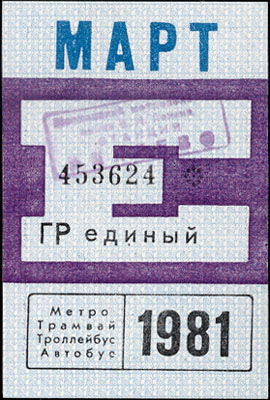 МАРТ
Е
453624 *
ГР единый
Метро
Трамвай
Троллейбус
Автобус
1981